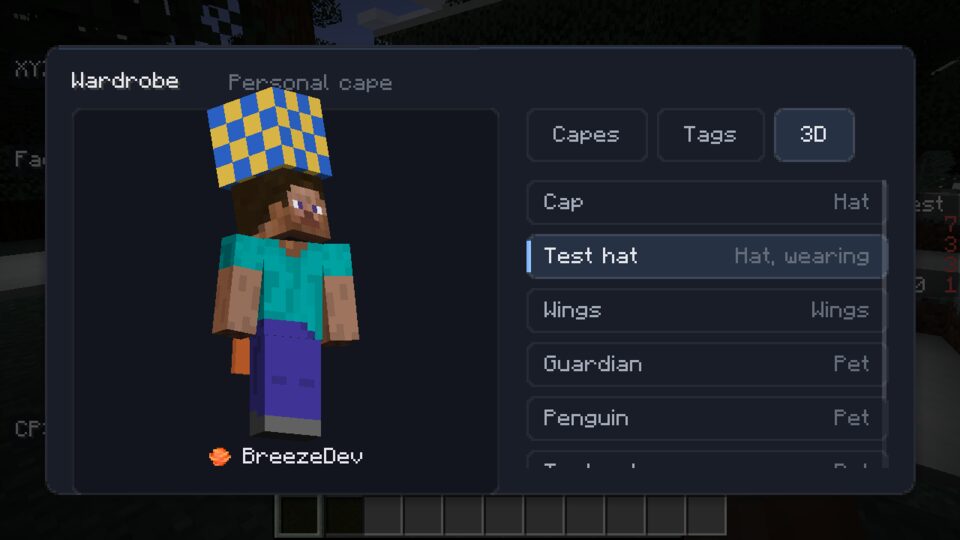 Wardrobe Personal cape
Capes Tags 3D
Cap Hat
Test hat Hat, wearing
Wings Wings
Guardian Pet
Penguin Pet
BreezeDev
XYZ